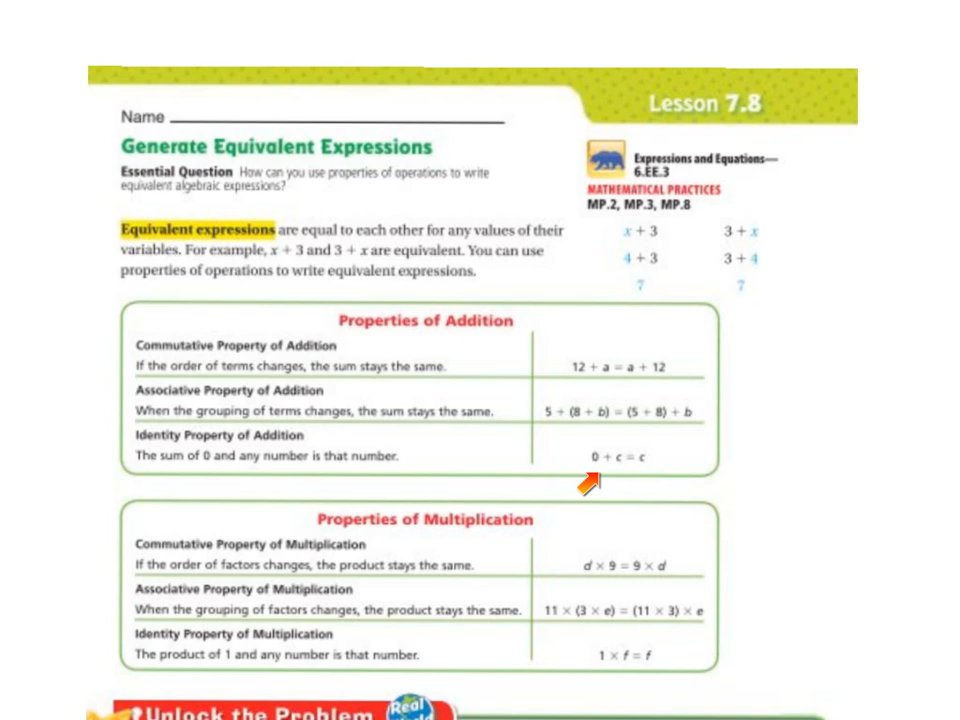 Lesson 7.8
Name
Generate Equivalent Expressions
Essential Question How can you use properties of operations to write
equivalent algebraic expressions?
Expressions and Equations—
6.EE.3
MATHEMATICAL PRACTICES
MP.2, MP.3, MP.8
Equivalent expressions are equal to each other for any values of their
variables. For example, x + 3 and 3 + x are equivalent. You can use
properties of operations to write equivalent expressions.
x + 3 3 + x
4 + 3 3 + 4
7 7
Properties of Addition
Commutative Property of Addition
If the order of terms changes, the sum stays the same. 12 + a = a + 12
Associative Property of Addition
When the grouping of terms changes, the sum stays the same. 5 + (8 + b) = (5 + 8) + b
Identity Property of Addition
The sum of 0 and any number is that number. 0 + c = c
Properties of Multiplication
Commutative Property of Multiplication
If the order of factors changes, the product stays the same. d × 9 = 9 × d
Associative Property of Multiplication
When the grouping of factors changes, the product stays the same. 11 × (3 × e) = (11 × 3) × e
Identity Property of Multiplication
The product of 1 and any number is that number. 1 × f = f
Unlock the Problem Real